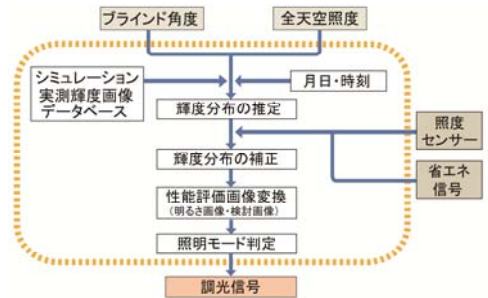 ブラインド角度
全天空照度
シミュレーション
実測輝度画像
データベース
月日・時刻
輝度分布の推定
照度
センサー
輝度分布の補正
省エネ
信号
性能評価画像変換
(明るさ画像・検討画像)
照明モード判定
調光信号